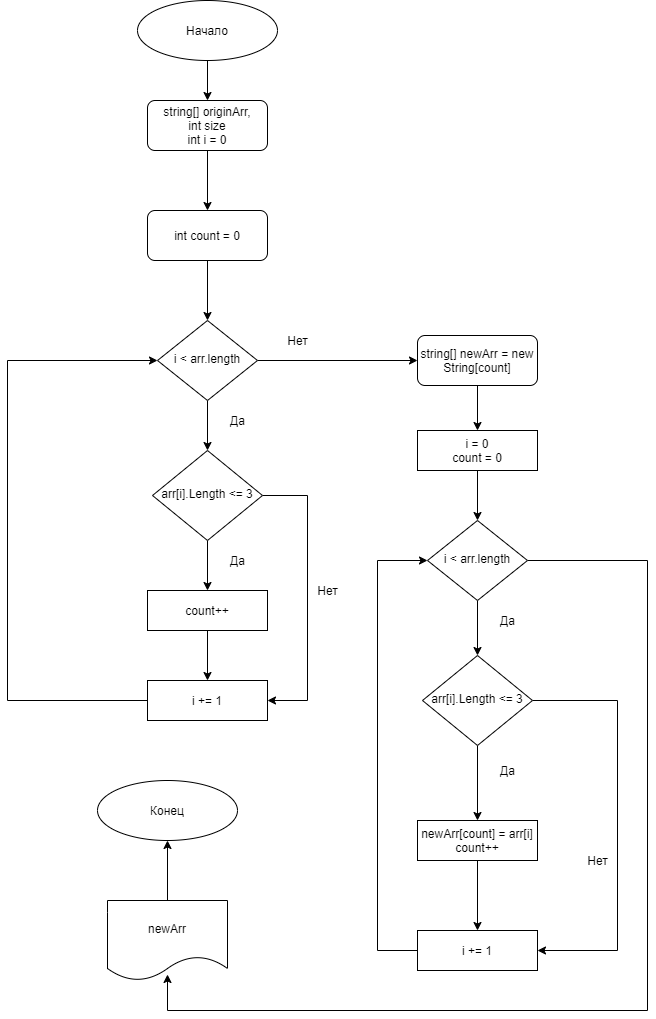 Начало
string[] originArr,
int size
int i = 0
int count = 0
i < arr.length
Нет
Да
arr[i].Length <= 3
Да
Нет
count++
i += 1
string[] newArr = new
String[count]
i = 0
count = 0
i < arr.length
Да
arr[i].Length <= 3
Да
newArr[count] = arr[i]
count++
Нет
i += 1
newArr
Конец